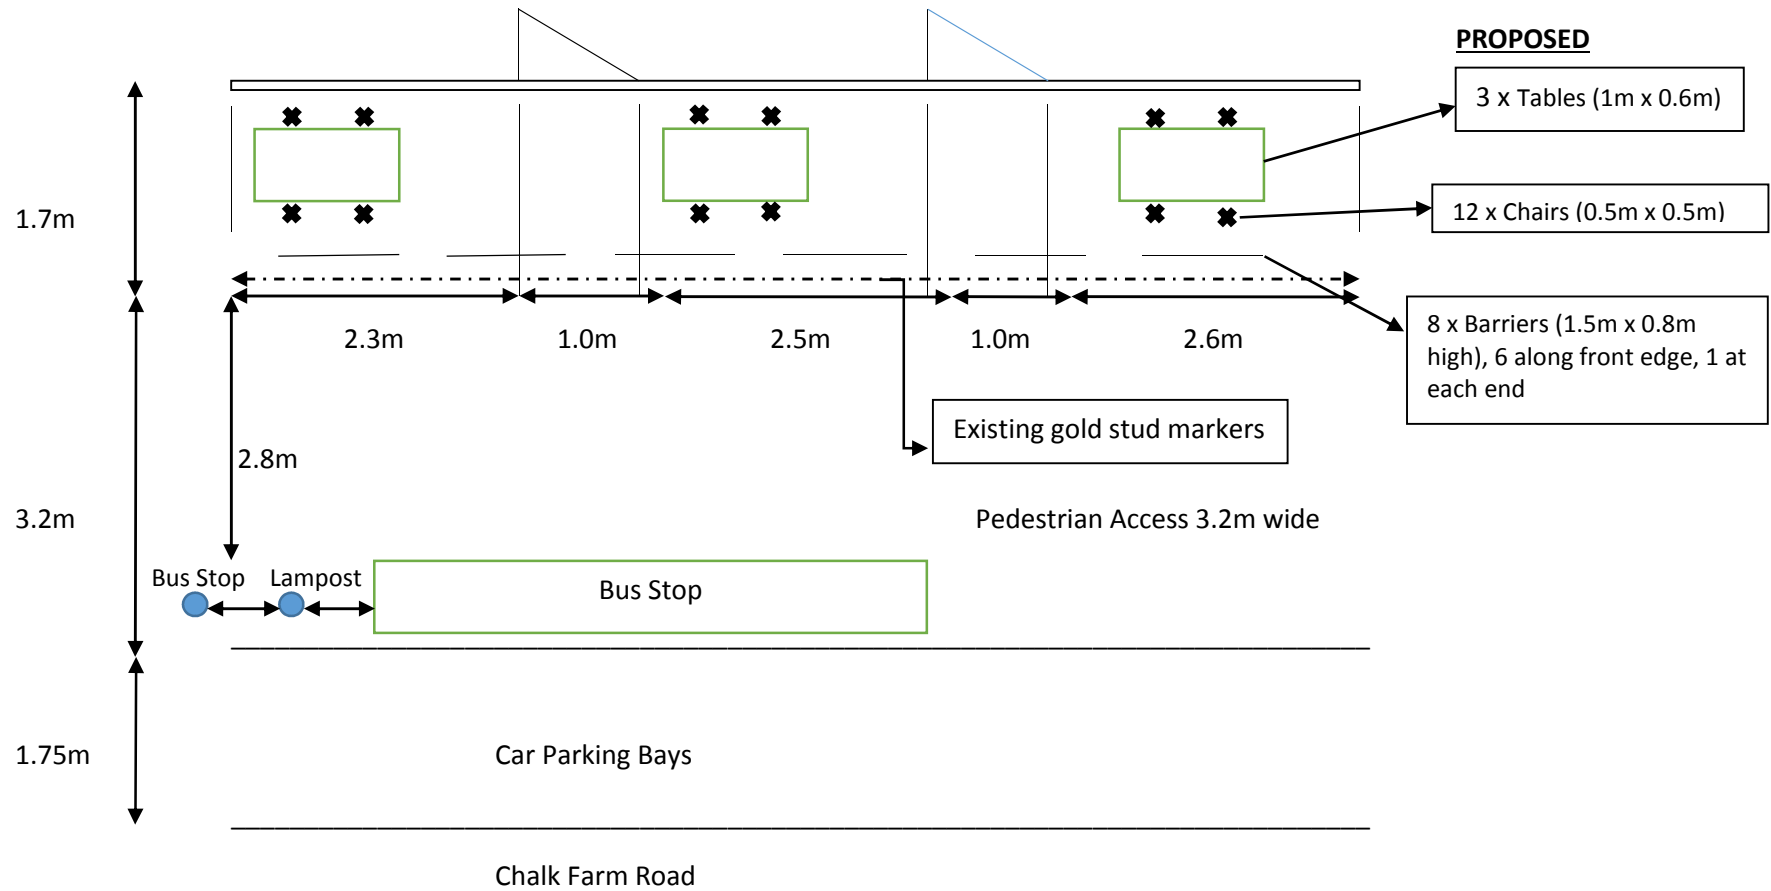 PROPOSED
3 x Tables (1m x 0.6m)
12 x Chairs (0.5m x 0.5m)
1.7m
2.3m
1.0m
2.5m
1.0m
2.6m
8 x Barriers (1.5m x 0.8m
high), 6 along front edge, 1 at
each end
Existing gold stud markers
2.8m
3.2m
Pedestrian Access 3.2m wide
Bus Stop
Lampost
Bus Stop
1.75m
Car Parking Bays
Chalk Farm Road